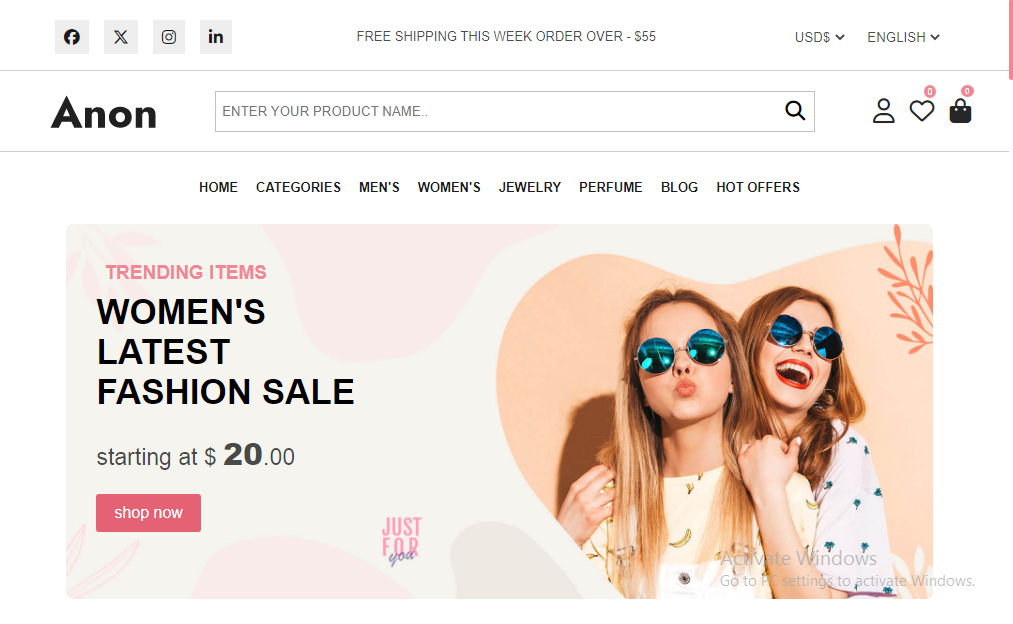 FREE SHIPPING THIS WEEK ORDER OVER - $55
USD$
ENGLISH
Anon
ENTER YOUR PRODUCT NAME..
0
0
HOME CATEGORIES MEN'S WOMEN'S JEWELRY PERFUME BLOG HOT OFFERS
TRENDING ITEMS
WOMEN'S
LATEST
FASHION SALE
starting at $ 20.00
shop now
JUST
FOR
you
Activate Windows
Go to PC settings to activate Windows.